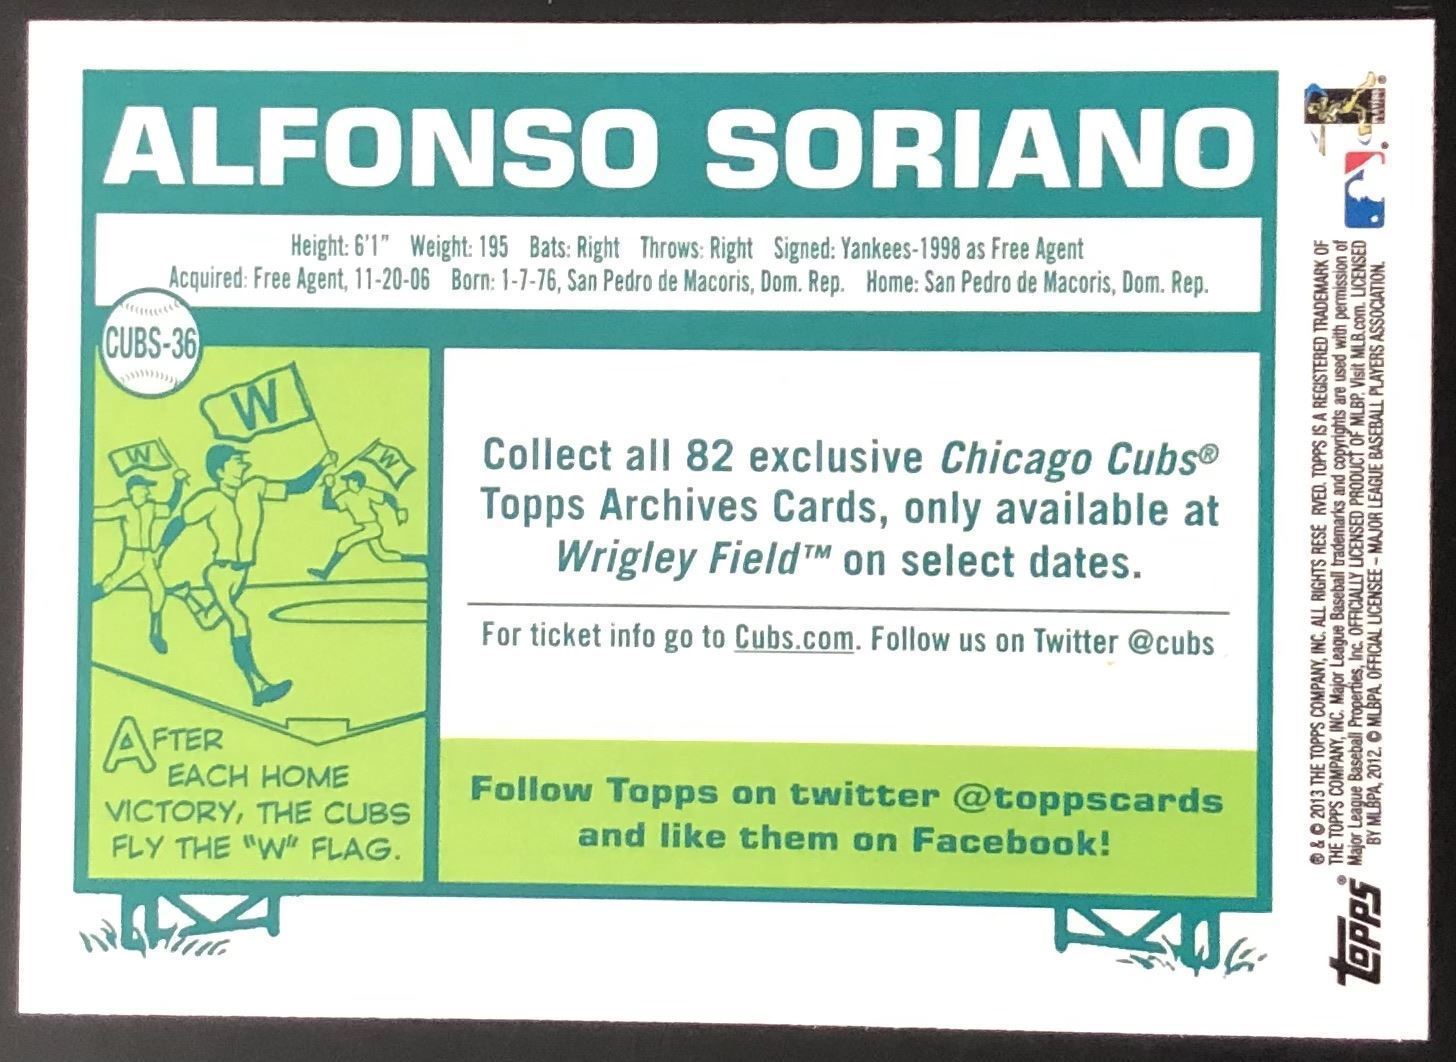 ALFONSO SORIANO
Height: 6'1" Weight: 195 Bats: Right Throws: Right Signed: Yankees-1998 as Free Agent
Acquired: Free Agent, 11-20-06 Born: 1-7-76, San Pedro de Macoris, Dom. Rep. Home: San Pedro de Macoris, Dom. Rep.
CUBS-36
W
W
W
AFTER
EACH HOME
VICTORY, THE CUBS
FLY THE "W" FLAG.
Collect all 82 exclusive Chicago Cubs®
Topps Archives Cards, only available at
Wrigley Field™ on select dates.
For ticket info go to Cubs.com. Follow us on Twitter @cubs
Follow Topps on twitter @toppscards
and like them on Facebook!
® & © 2013 THE TOPPS COMPANY, INC. ALL RIGHTS RESE RVED. TOPPS IS A REGISTERED TRADEMARK OF
THE TOPPS COMPANY, INC. Major League Baseball trademarks and copyrights are used with permission of
Major League Baseball Properties, Inc. OFFICIALLY LICENSED PRODUCT OF MLBP. Visit MLB.com. LICENSED
BY MLBPA, 2012. © MLBPA. OFFICIAL LICENSEE – MAJOR LEAGUE BASEBALL PLAYERS ASSOCIATION.
Topps®